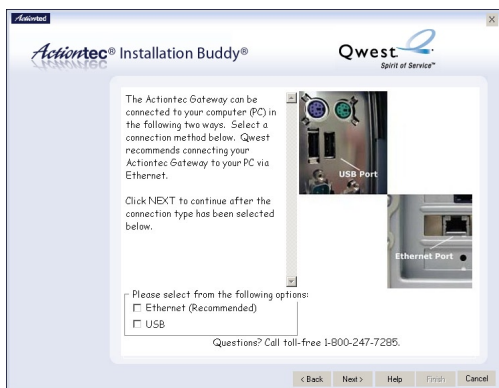 Actiontec
X
Actiontec® Installation Buddy®
Qwest
Spirit of Service™
The Actiontec Gateway can be
connected to your computer (PC) in
the following two ways. Select a
connection method below. Qwest
recommends connecting your
Actiontec Gateway to your PC via
Ethernet.
Click NEXT to continue after the
connection type has been selected
below.
USB Port
Ethernet Port
Please select from the following options:
Ethernet (Recommended)
USB
Questions? Call toll-free 1-800-247-7285.
< Back
Next >
Help
Finish
Cancel